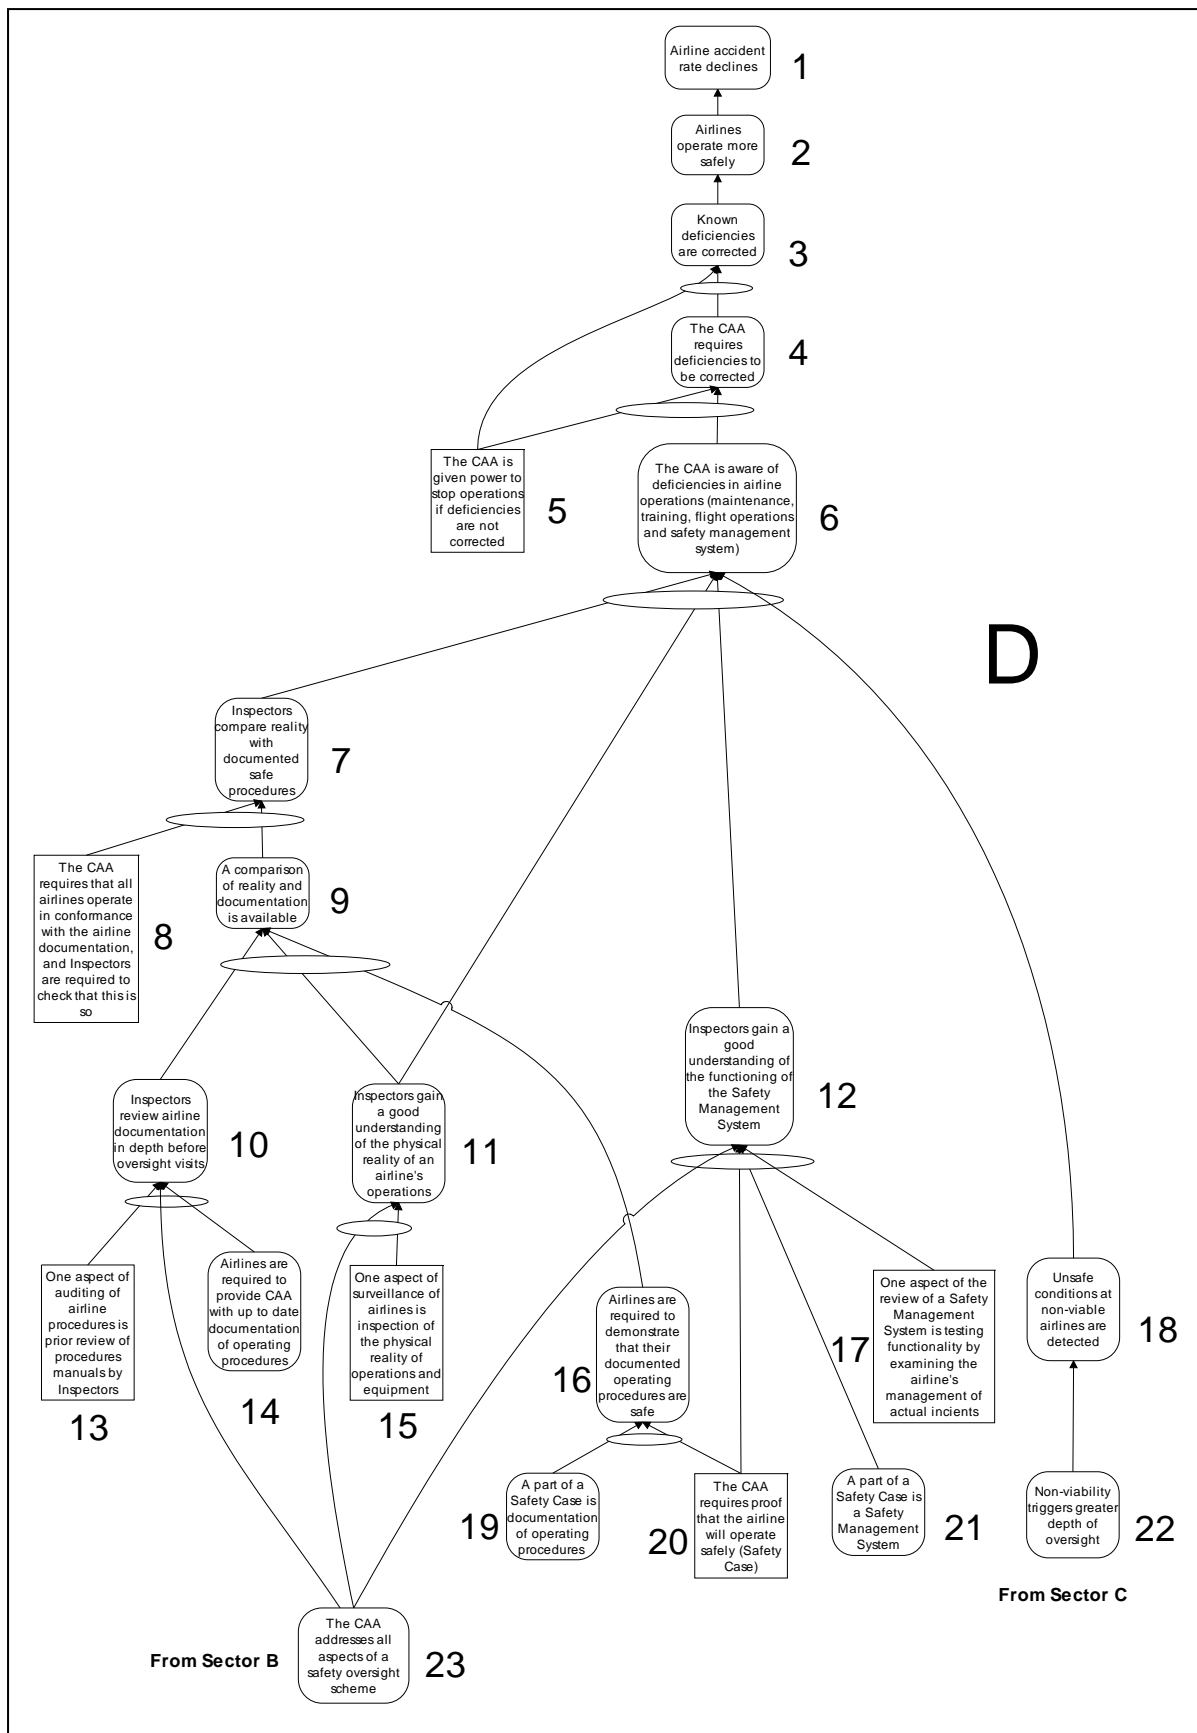 Airline accident
rate declines
1
Airlines
operate more
safely
2
Known
deficiencies
are corrected
3
The CAA
requires
deficiencies to
be corrected
4
The CAA is
given power to
stop operations
if deficiencies
are not
corrected
5
The CAA is aware of
deficiencies in airline
operations (maintenance,
training, flight operations
and safety management
system)
6
D
Inspectors
compare reality
with
documented
safe
procedures
7
The CAA
requires that all
airlines operate
in conformance
with the airline
documentation,
and Inspectors
are required to
check that this is
so
8
A comparison
of reality and
documentation
is available
9
Inspectors
review airline
documentation
in depth before
oversight visits
10
Inspectors gain
a good
understanding
of the physical
reality of an
airline's
operations
11
Inspectors gain a
good
understanding of
the functioning of
the Safety
Management
System
12
One aspect of
auditing of
airline
procedures is
prior review of
procedures
manuals by
Inspectors
13
Airlines are
required to
provide CAA
with up to date
documentation
of operating
procedures
14
One aspect of
surveillance of
airlines is
inspection of
the physical
reality of
operations and
equipment
15
Airlines are
required to
demonstrate
that their
documented
operating
procedures are
safe
16
One aspect of the
review of a Safety
Management
System is testing
functionality by
examining the
airline's
management of
actual incients
17
Unsafe
conditions at
non-viable
airlines are
detected
18
A part of a
Safety Case is
documentation
of operating
procedures
19
The CAA
requires proof
that the airline
will operate
safely (Safety
Case)
20
A part of a
Safety Case is
a Safety
Management
System
21
Non-viability
triggers greater
depth of
oversight
22
From Sector C
From Sector B
The CAA
addresses all
aspects of a
safety oversight
scheme
23